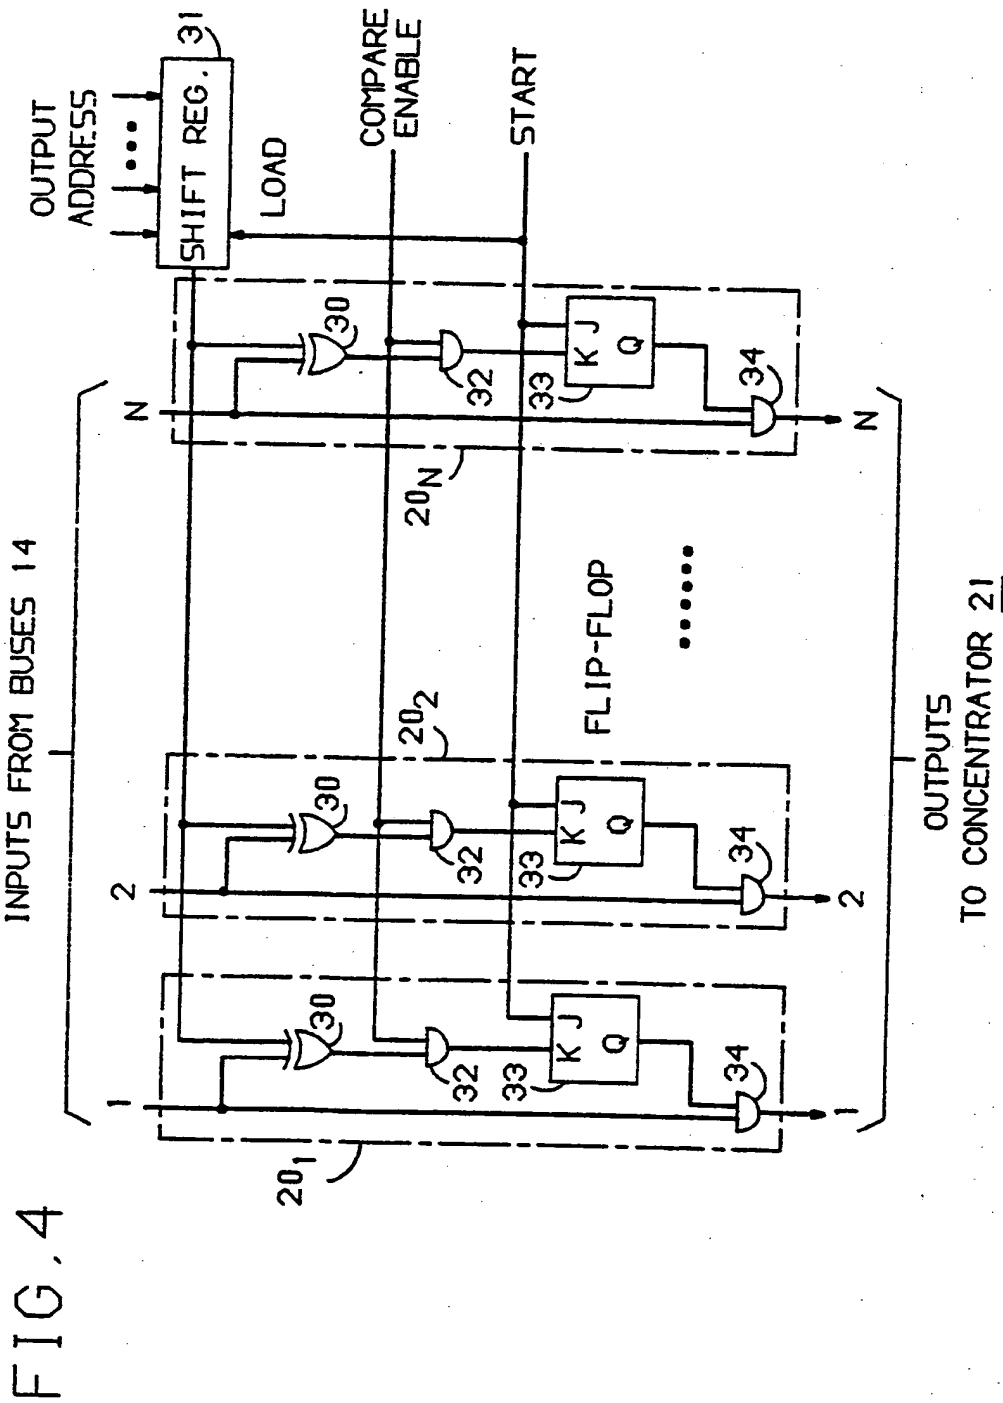 FIG. 4
INPUTS FROM BUSES 14
OUTPUT
ADDRESS
SHIFT REG.
31
LOAD
COMPARE
ENABLE
START
1
2
N
30
30
30
32
32
32
K J
Q
33
K J
Q
33
K J
Q
33
34
34
34
20₁
20₂
20N
FLIP-FLOP
1
2
N
OUTPUTS
TO CONCENTRATOR 21